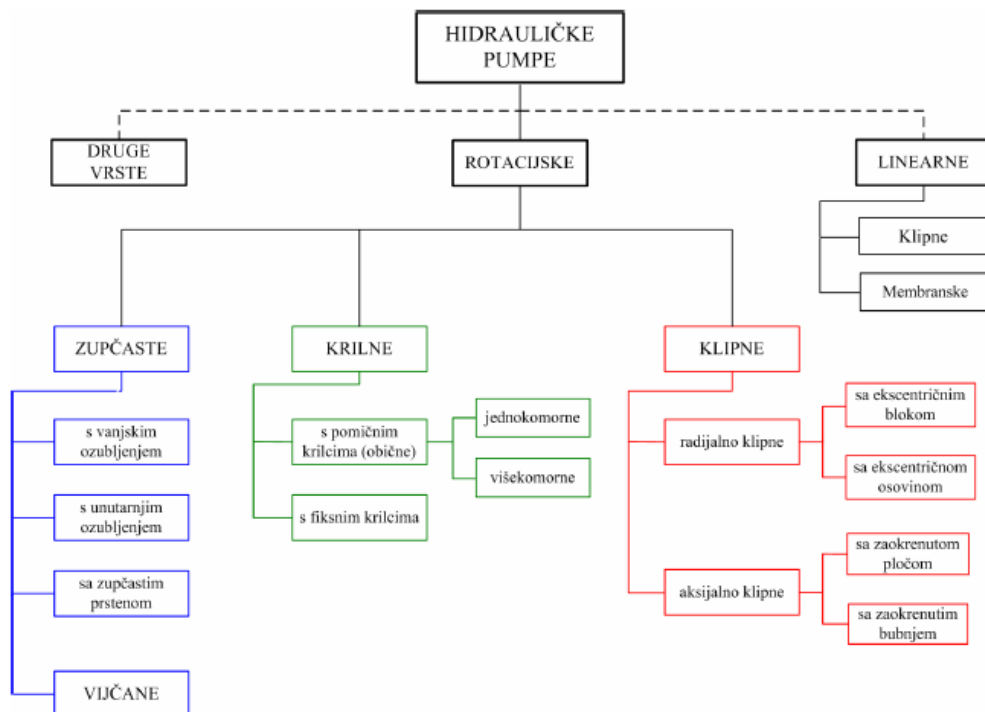 HIDRAULIČKE
PUMPE
DRUGE
VRSTE
ROTACIJSKE
LINEARNE
Klipne
Membranske
ZUPČASTE
KRILNE
KLIPNE
s vanjskim
ozubljenjem
s unutarnjim
ozubljenjem
sa zupčastim
prstenom
VIJČANE
s pomičnim
krilcima (obične)
jednokomorne
višekomorne
s fiksnim krilcima
radijalno klipne
sa ekscentričnim
blokom
sa ekscentričnom
osovinom
aksijalno klipne
sa zaokrenutom
pločom
sa zaokrenutim
bubnjem